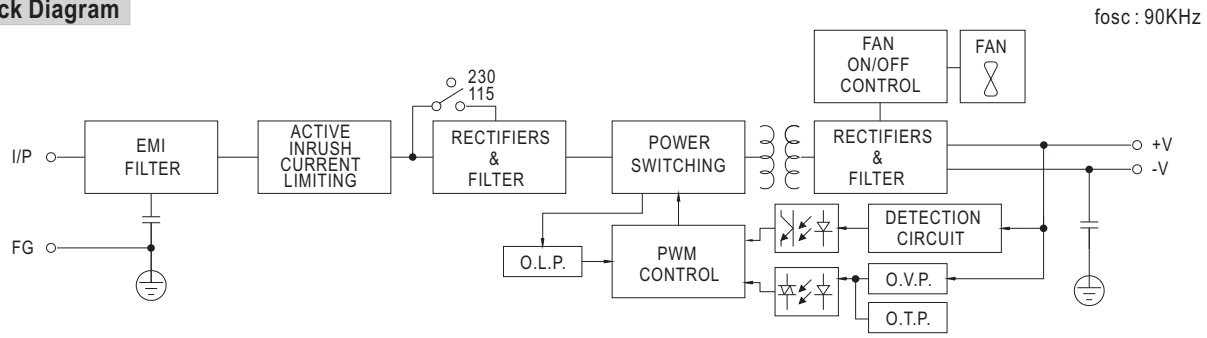 ck Diagram
fosc : 90KHz
230
115
I/P
EMI
FILTER
ACTIVE
INRUSH
CURRENT
LIMITING
RECTIFIERS
&
FILTER
POWER
SWITCHING
FAN
ON/OFF
CONTROL
FAN
RECTIFIERS
&
FILTER
+V
-V
FG
O.L.P.
PWM
CONTROL
DETECTION
CIRCUIT
O.V.P.
O.T.P.